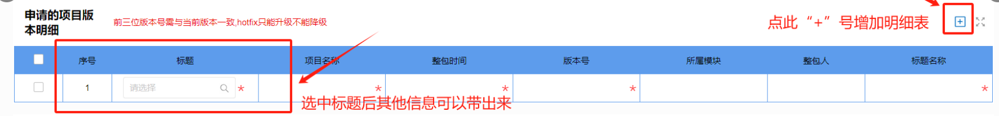 申请的项目版
本明细
前三位版本号需与当前版本一致,hotfix只能升级不能降级
点此“+”号增加明细表
序号 标题 项目名称 整包时间 版本号 所属模块 整包人 标题名称
1 请选择 * * * * *
选中标题后其他信息可以带出来